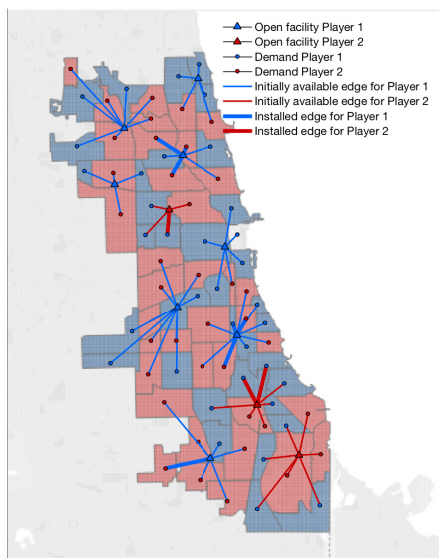 Open facility Player 1
Open facility Player 2
Demand Player 1
Demand Player 2
Initially available edge for Player 1
Initially available edge for Player 2
Installed edge for Player 1
Installed edge for Player 2